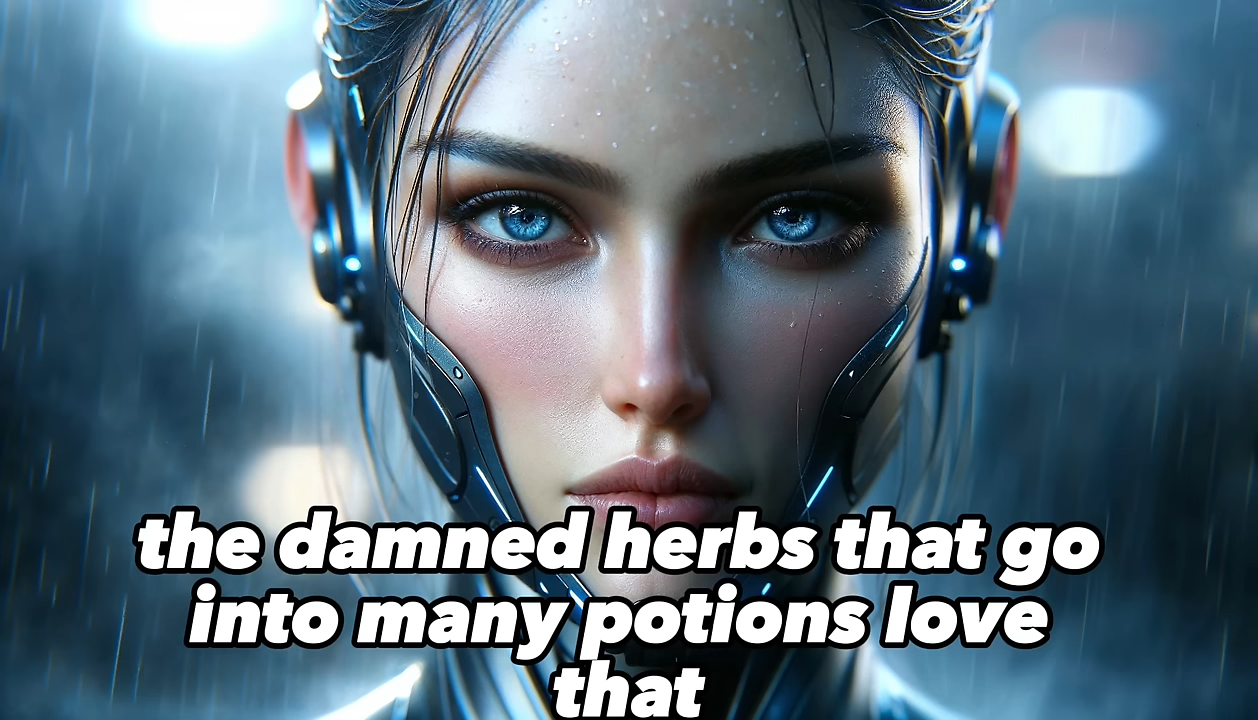 the damned herbs that go
into many potions love
that